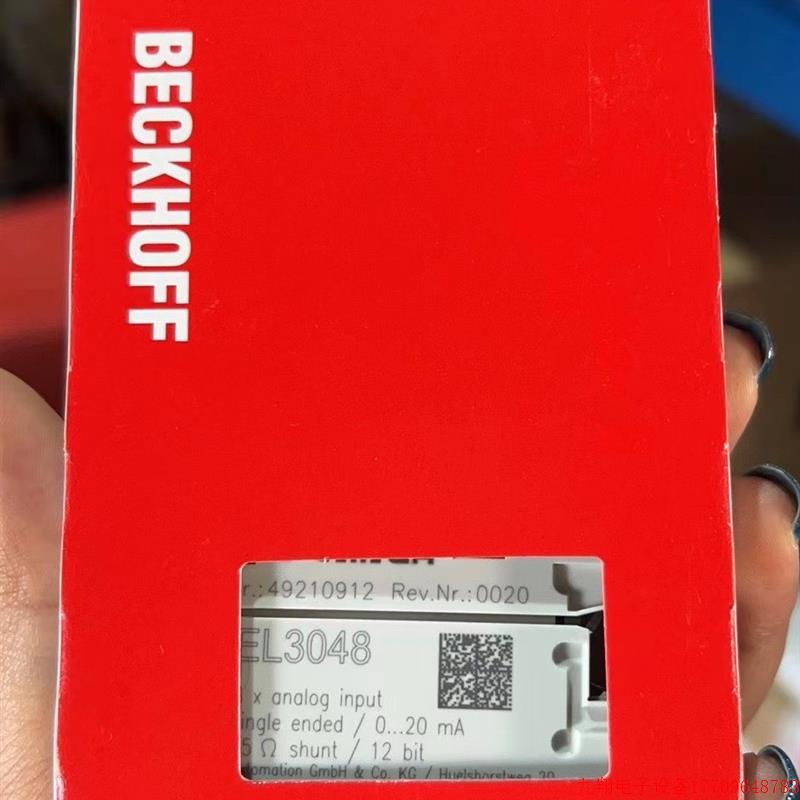 BECKHOFF
r.:49210912 Rev.Nr.:0020
EL3048
x analog input
ingle ended / 0...20 mA
5 Ω shunt / 12 bit
tomation GmbH & Co. KG / Huelshorstweg 20